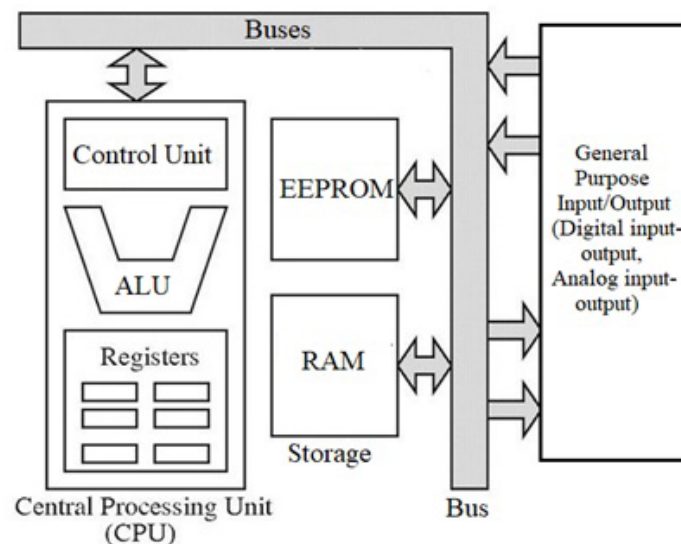 Buses
Control Unit
ALU
Registers
Central Processing Unit
(CPU)
EEPROM
RAM
Storage
Bus
General
Purpose
Input/Output
(Digital input-
output,
Analog input-
output)